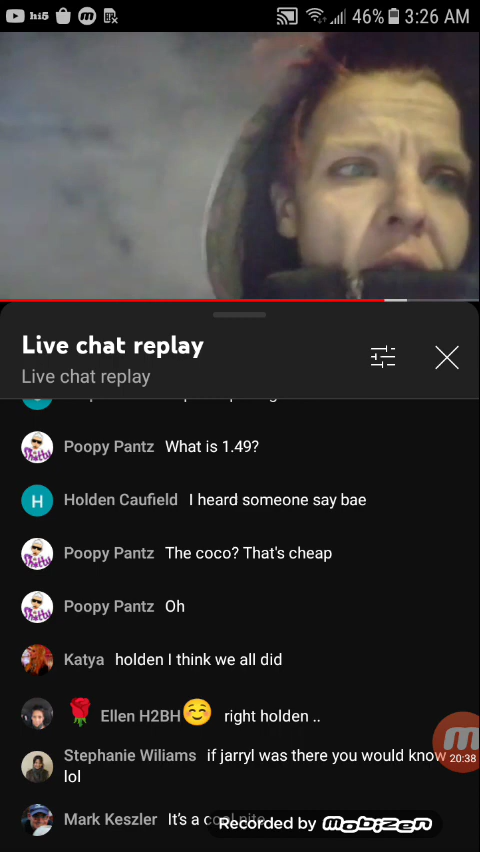 hi5
46% 3:26 AM
Live chat replay
Live chat replay
Poopy Pantz What is 1.49?
H Holden Caufield I heard someone say bae
Poopy Pantz The coco? That's cheap
Poopy Pantz Oh
Katya holden I think we all did
🌹 Ellen H2BH☺️ right holden ..
Stephanie Wiliams if jarryl was there you would know
lol
20:38
Mark Keszler It's a
Recorded by mobizen